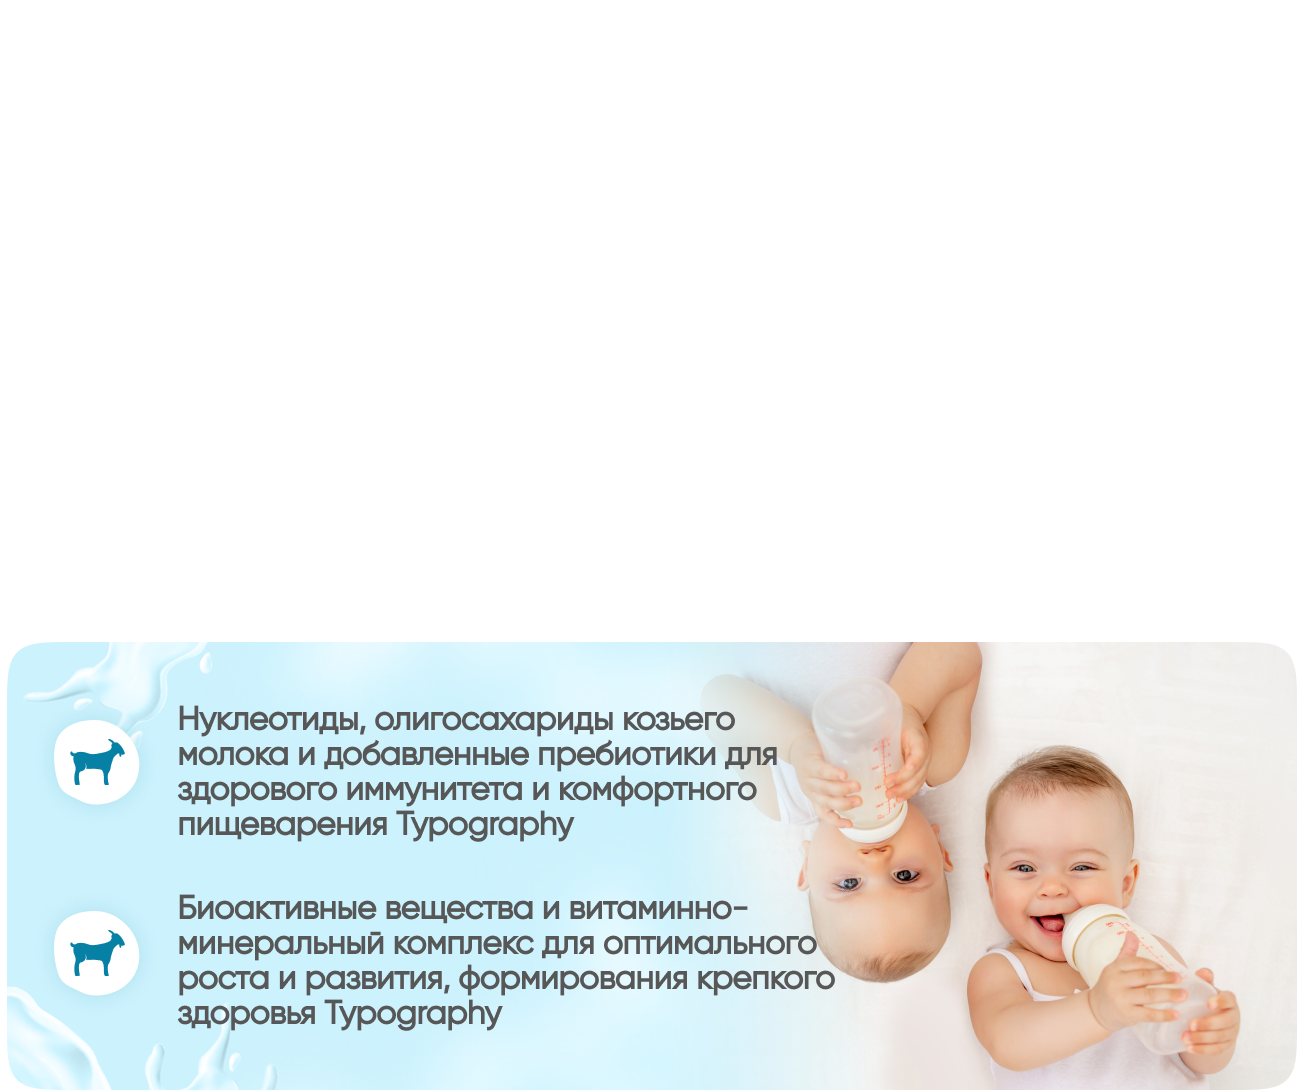 Нуклеотиды, олигосахариды козьего
молока и добавленные пребиотики для
здорового иммунитета и комфортного
пищеварения Typography
Биоактивные вещества и витаминно-
минеральный комплекс для оптимального
роста и развития, формирования крепкого
здоровья Typography